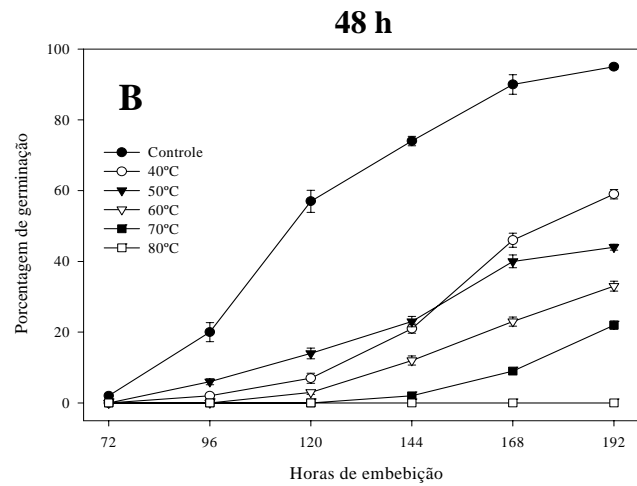 48 h
B
Controle
40ºC
50ºC
60ºC
70ºC
80ºC
Porcentagem de germinação
100
80
60
40
20
0
72 96 120 144 168 192
Horas de embebição